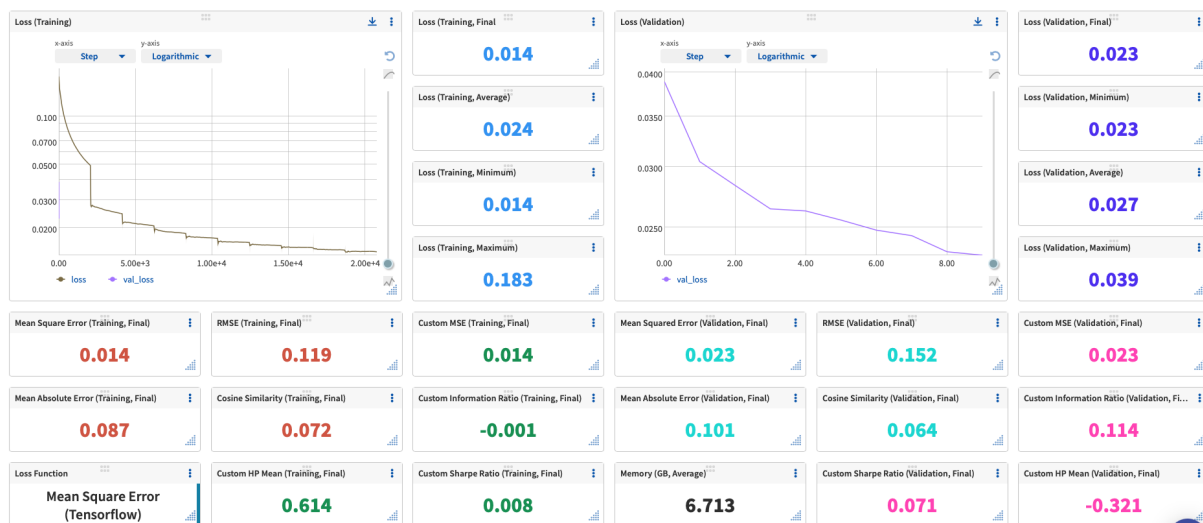 Loss (Training)
x-axis
y-axis
Step
Logarithmic
0.100
0.0700
0.0500
0.0300
0.0200
0.00
5.00e+3
1.00e+4
1.50e+4
2.00e+4
loss
val_loss
Loss (Training, Final
0.014
Loss (Training, Average)
0.024
Loss (Training, Minimum)
0.014
Loss (Training, Maximum)
0.183
Loss (Validation)
x-axis
y-axis
Step
Logarithmic
0.0400
0.0350
0.0300
0.0250
0.00
2.00
4.00
6.00
8.00
val_loss
Loss (Validation, Final)
0.023
Loss (Validation, Minimum)
0.023
Loss (Validation, Average)
0.027
Loss (Validation, Maximum)
0.039
Mean Square Error (Training, Final)
0.014
RMSE (Training, Final)
0.119
Custom MSE (Training, Final)
0.014
Mean Squared Error (Validation, Final)
0.023
RMSE (Validation, Final)
0.152
Custom MSE (Validation, Final)
0.023
Mean Absolute Error (Training, Final)
0.087
Cosine Similarity (Training, Final)
0.072
Custom Information Ratio (Training, Final)
-0.001
Mean Absolute Error (Validation, Final)
0.101
Cosine Similarity (Validation, Final)
0.064
Custom Information Ratio (Validation, Fi...
0.114
Loss Function
Mean Square Error
(Tensorflow)
Custom HP Mean (Training, Final)
0.614
Custom Sharpe Ratio (Training, Final)
0.008
Memory (GB, Average)
6.713
Custom Sharpe Ratio (Validation, Final)
0.071
Custom HP Mean (Validation, Final)
-0.321